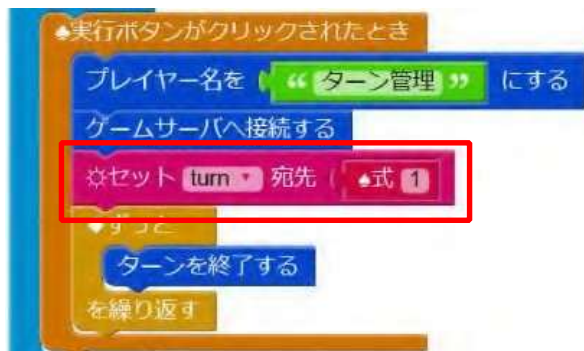 ♠実行ボタンがクリックされたとき
プレイヤー名を “ ターン管理 ” にする
ゲームサーバへ接続する
☼セット turn 宛先 ♠式 1
♠ずっと
ターンを終了する
を繰り返す